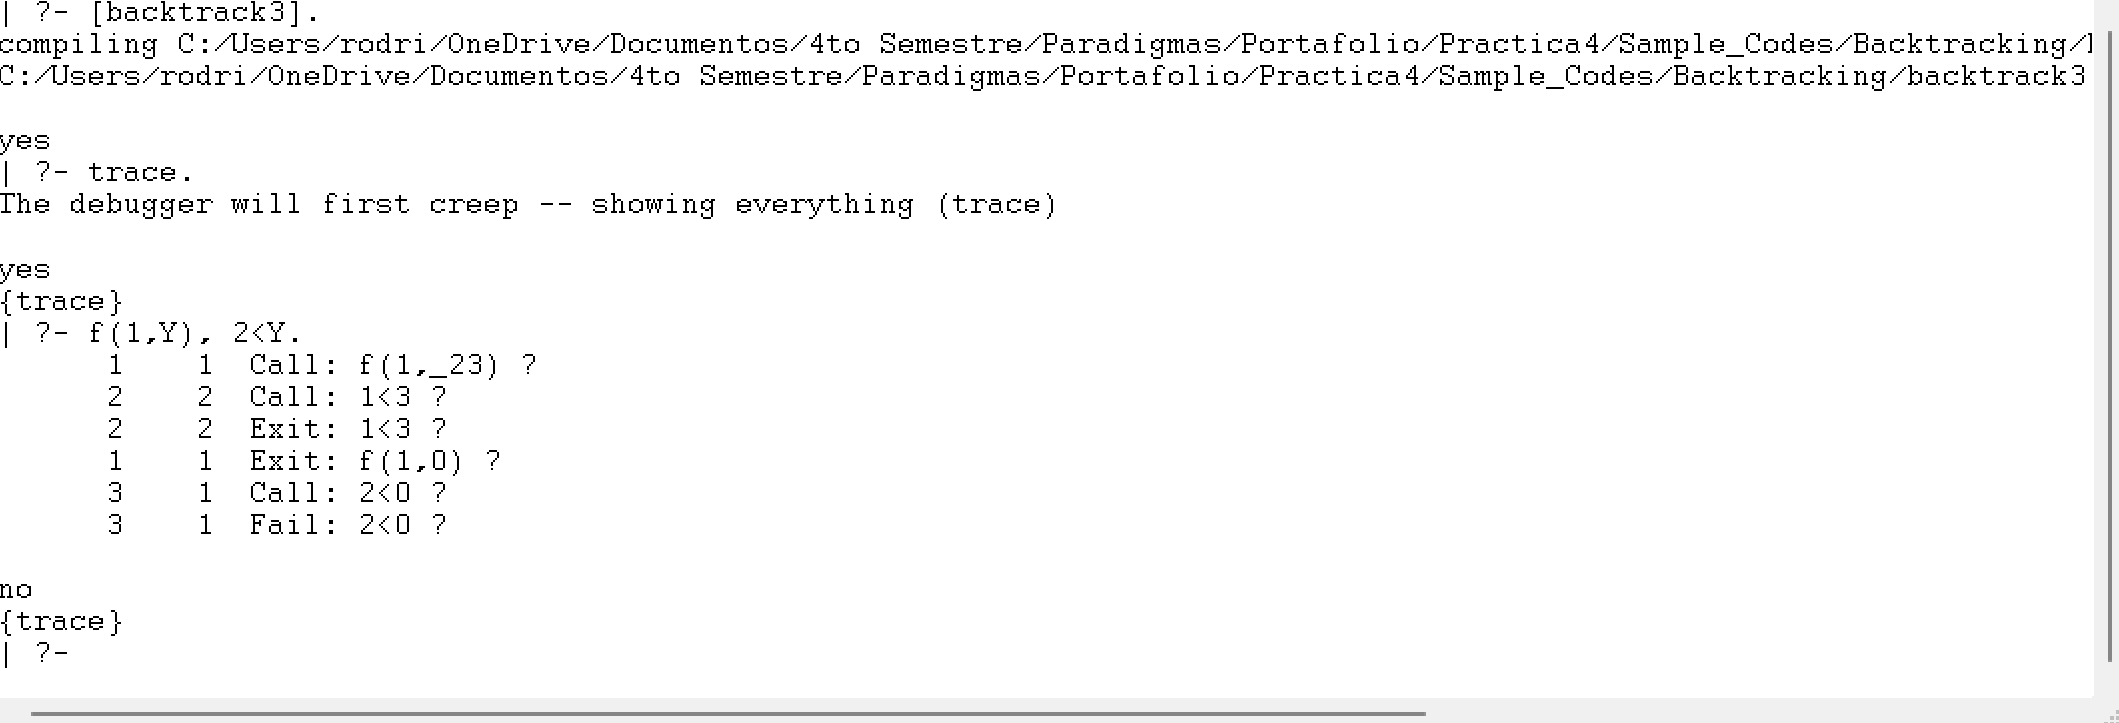 | ?- [backtrack3].
compiling C:/Users/rodri/OneDrive/Documentos/4to Semestre/Paradigmas/Portafolio/Practica4/Sample_Codes/Backtracking/
C:/Users/rodri/OneDrive/Documentos/4to Semestre/Paradigmas/Portafolio/Practica4/Sample_Codes/Backtracking/backtrack3
yes
| ?- trace.
The debugger will first creep -- showing everything (trace)
yes
{trace}
| ?- f(1,Y), 2<Y.
1 1 Call: f(1,_23) ?
2 2 Call: 1<3 ?
2 2 Exit: 1<3 ?
1 1 Exit: f(1,0) ?
3 1 Call: 2<0 ?
3 1 Fail: 2<0 ?
no
{trace}
| ?-